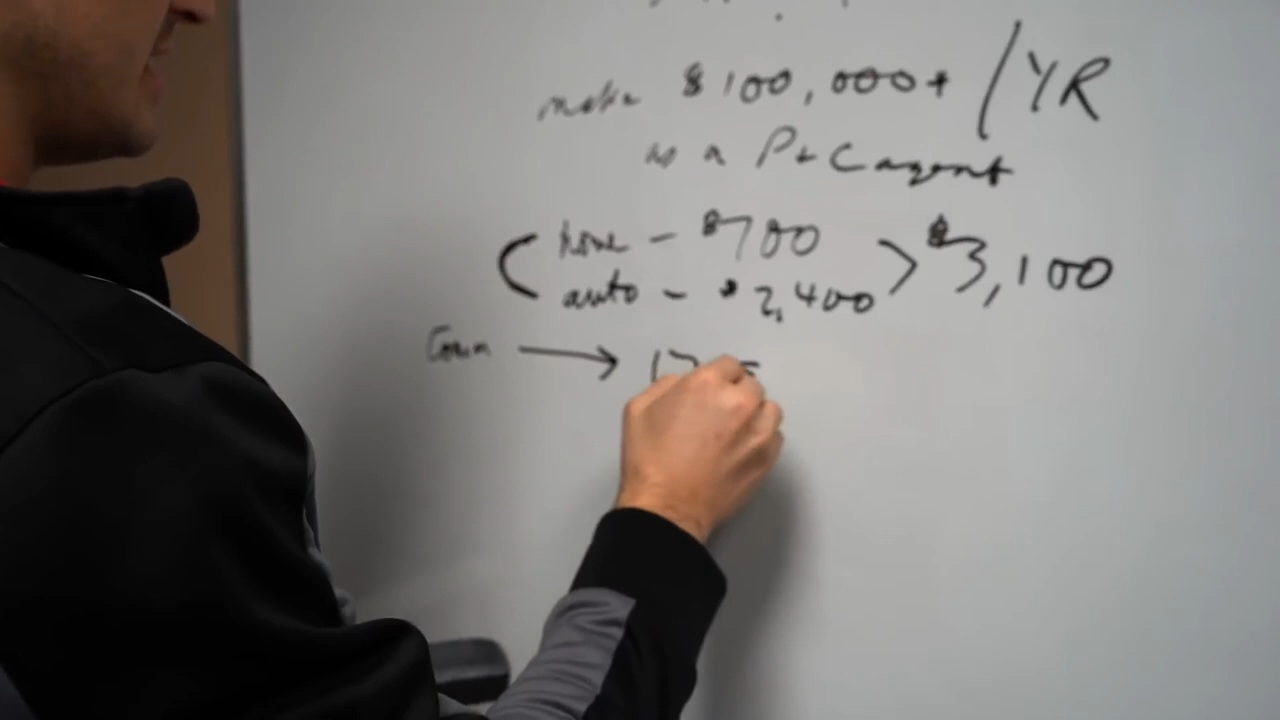 make $100,000+ /YR
as a P+C agent
home - $700
auto - $2,400
$3,100
Comm →